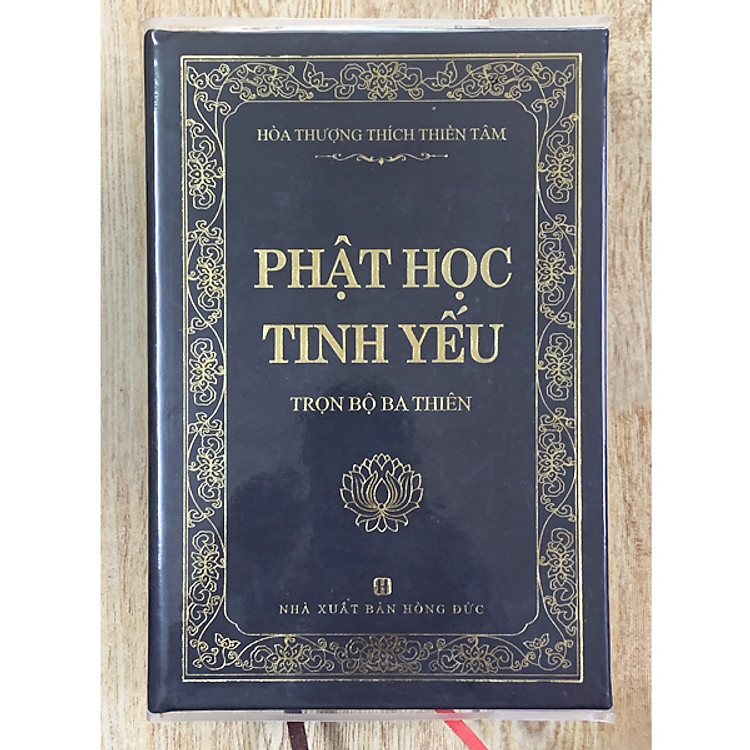 HÒA THƯỢNG THÍCH THIỀN TÂM
PHẬT HỌC
TINH YẾU
TRỌN BỘ BA THIÊN
H
NHÀ XUẤT BẢN HỒNG ĐỨC